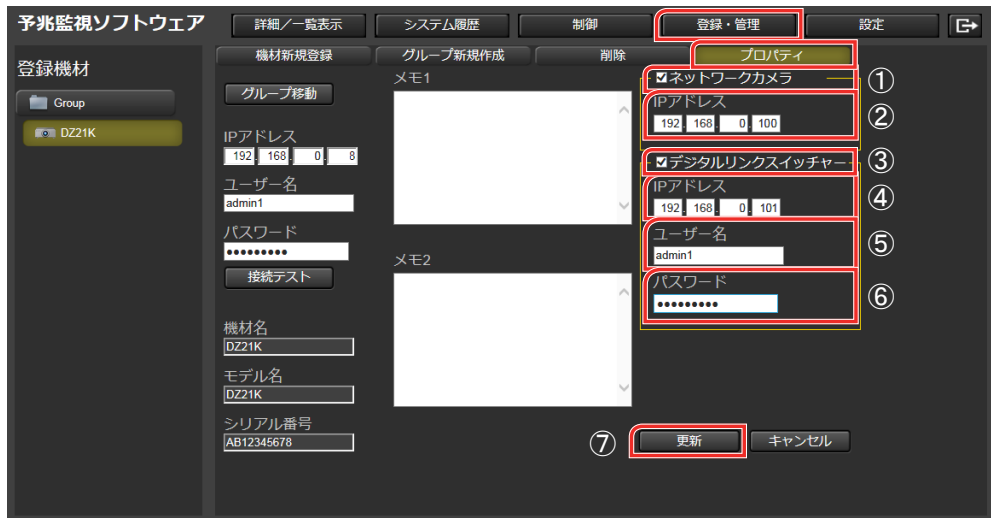 予兆監視ソフトウェア
詳細／一覧表示
システム履歴
制御
登録・管理
設定
機材新規登録
グループ新規作成
削除
プロパティ
登録機材
Group
DZ21K
グループ移動
IPアドレス
192. 168. 0. 8
ユーザー名
admin1
パスワード
●●●●●●●●●
接続テスト
機材名
DZ21K
モデル名
DZ21K
シリアル番号
AB12345678
メモ1
メモ2
ネットワークカメラ
①
IPアドレス
192. 168. 0. 100
②
デジタルリンクスイッチャー
③
IPアドレス
192. 168. 0. 101
④
ユーザー名
admin1
⑤
パスワード
●●●●●●●●●
⑥
⑦
更新
キャンセル